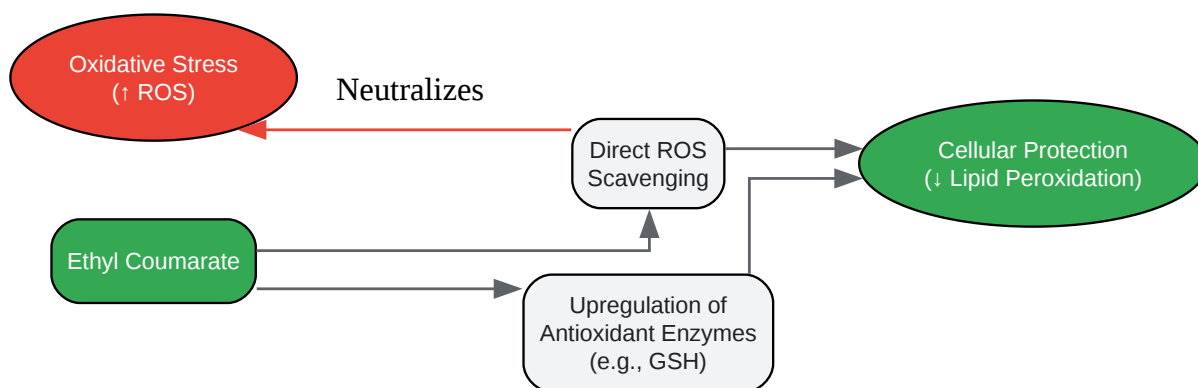 Oxidative Stress
(↑ ROS)
Neutralizes
Direct ROS
Scavenging
Cellular Protection
(↓ Lipid Peroxidation)
Ethyl Coumarate
Upregulation of
Antioxidant Enzymes
(e.g., GSH)